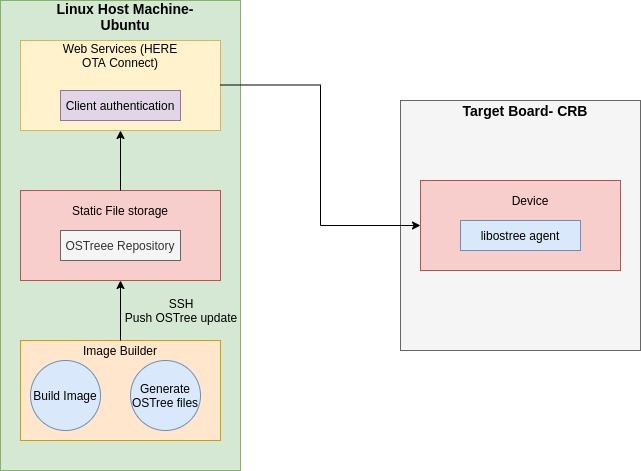 Linux Host Machine-
Ubuntu
Web Services (HERE
OTA Connect)
Client authentication
Static File storage
OSTreee Repository
SSH
Push OSTree update
Image Builder
Build Image
Generate
OSTree files
Target Board- CRB
Device
libostree agent